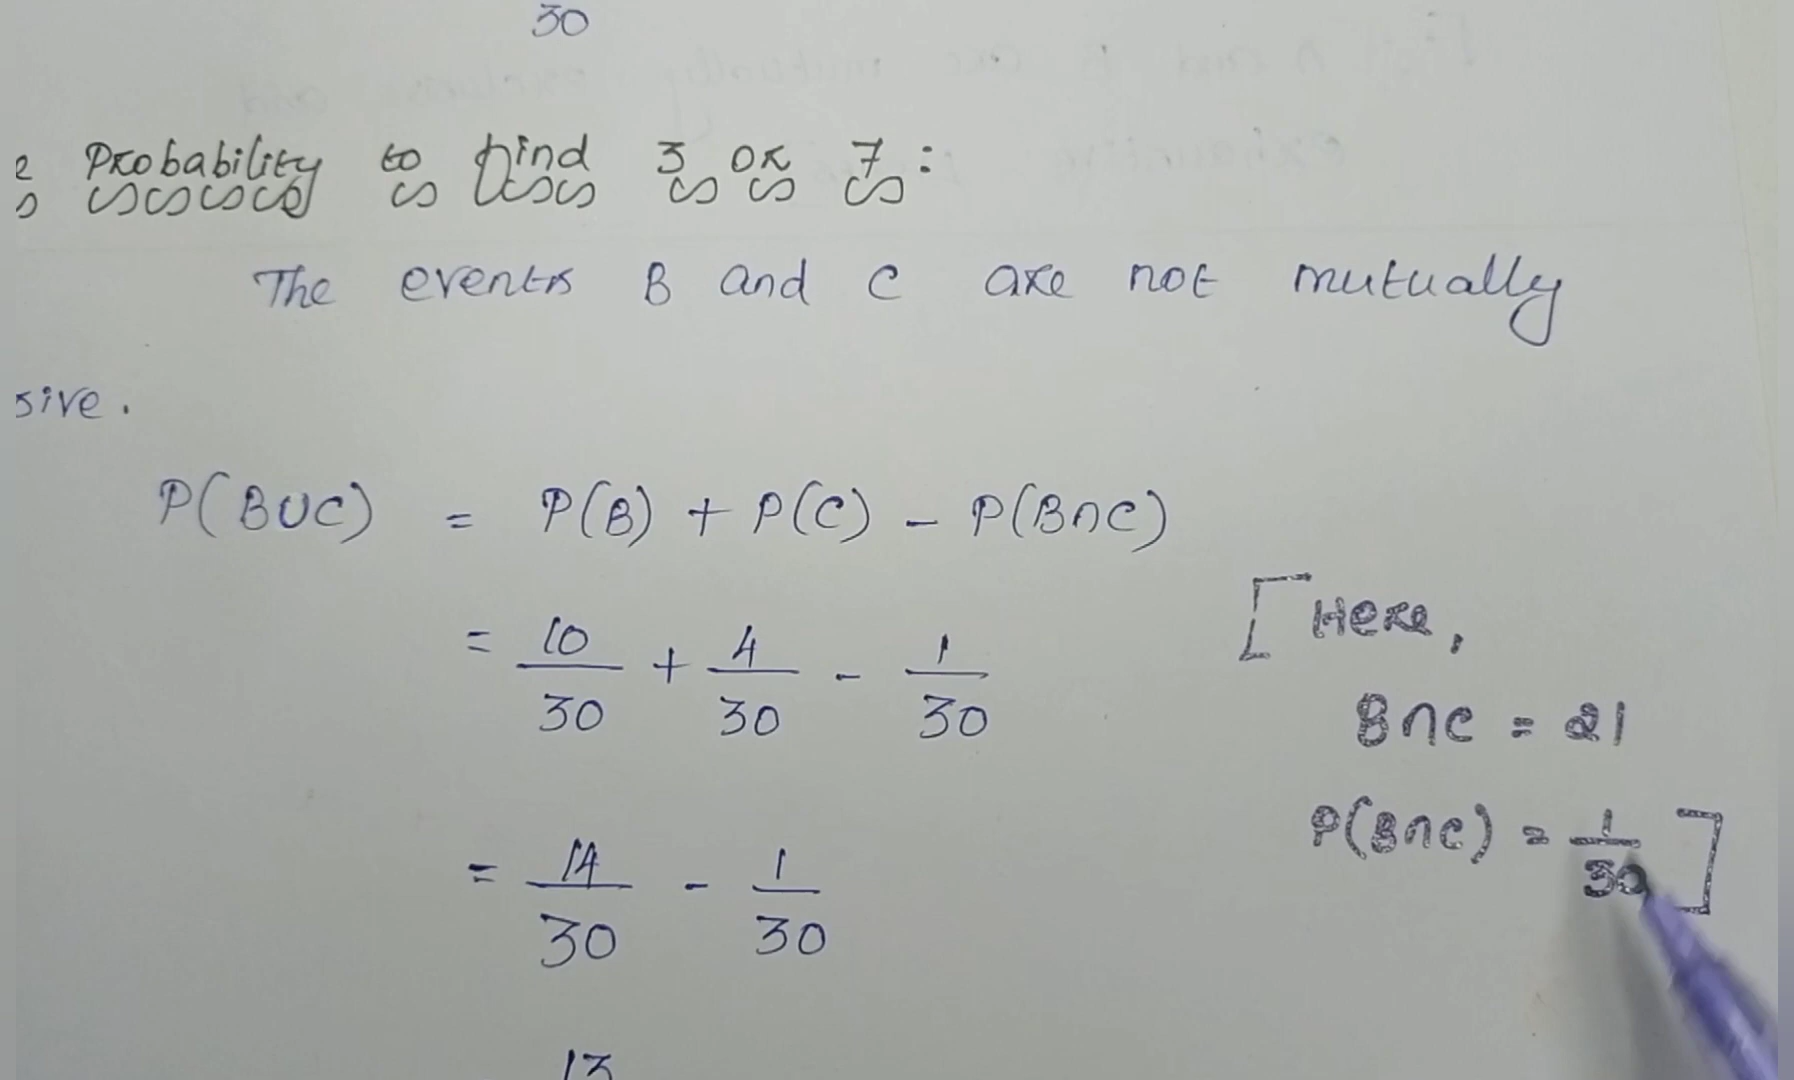 30
e Probability to find 3 or 7:
The events B and C are not mutually
sive.
P(B∪C) = P(B) + P(C) - P(B∩C)
= 10/30 + 4/30 - 1/30
[Here,
B∩C = 21
P(B∩C) = 1/30]
= 14/30 - 1/30
13